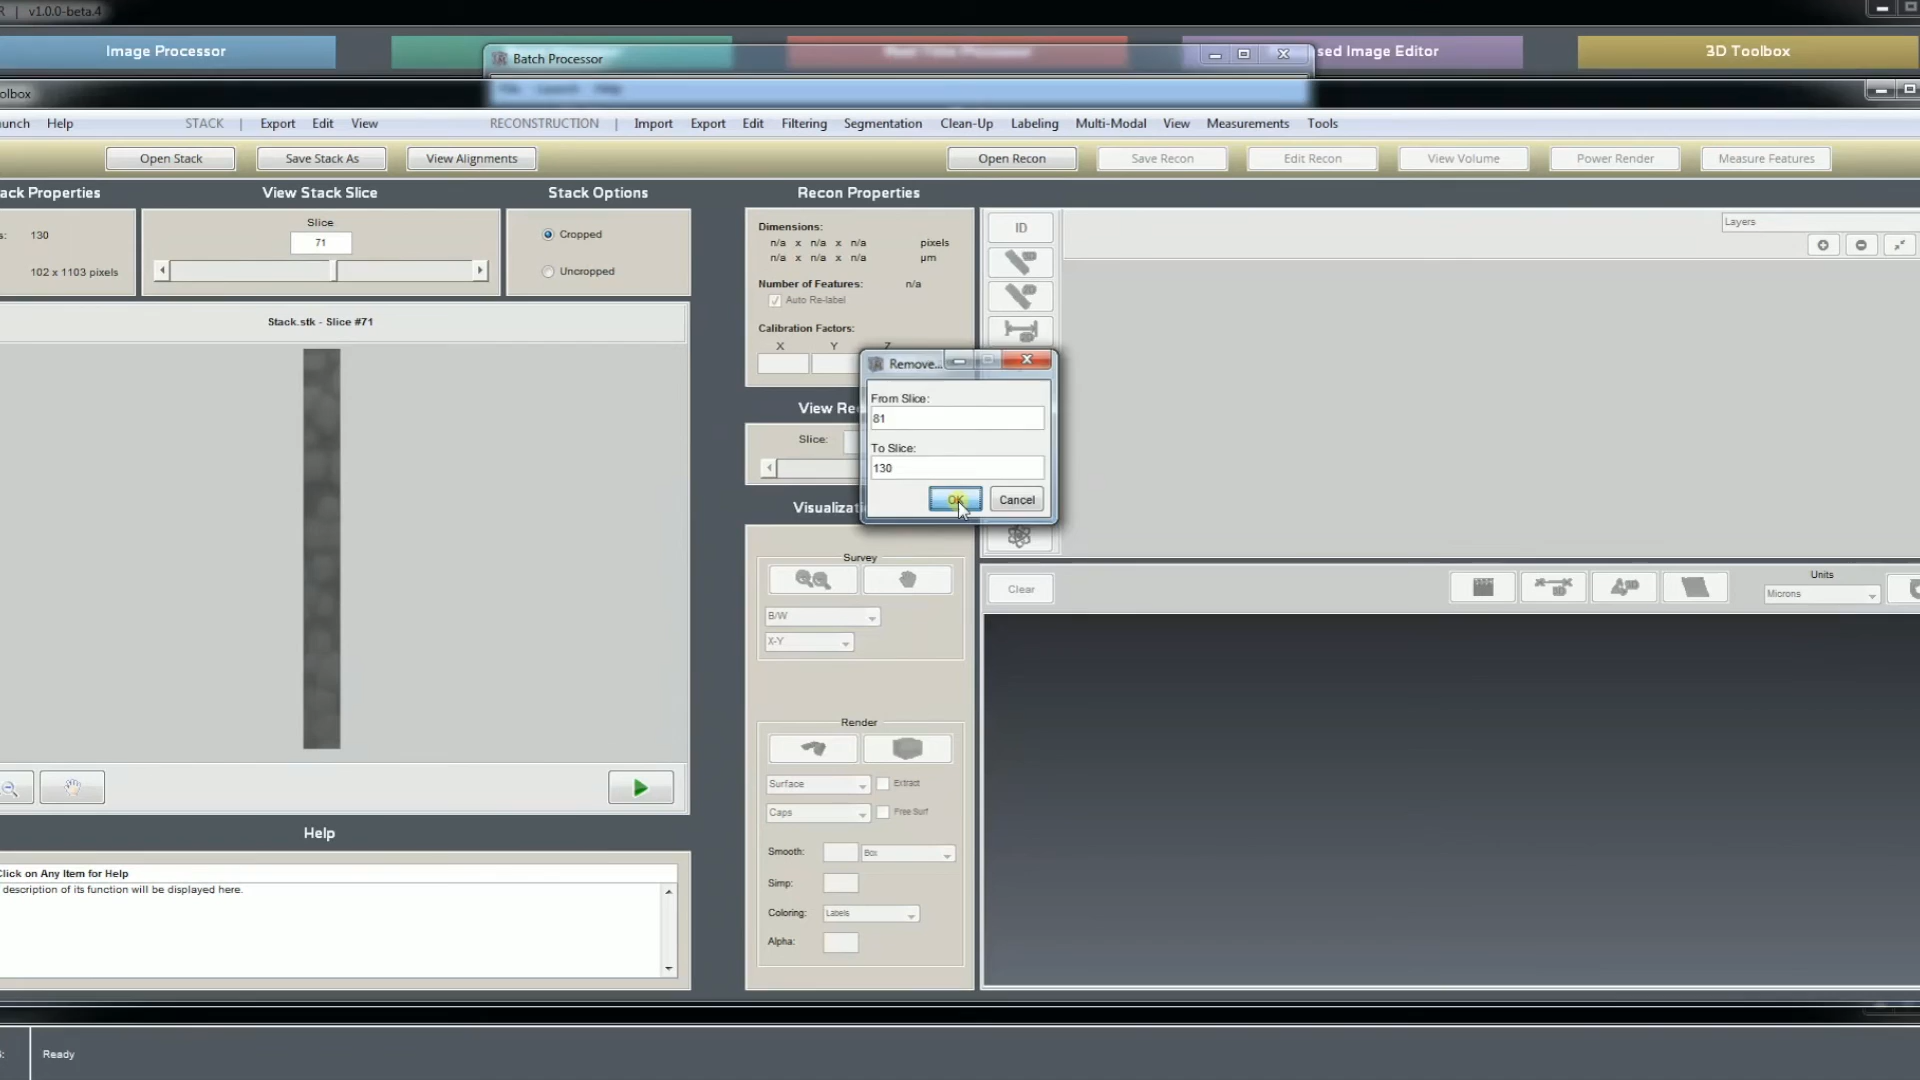 R | v1.0.0-beta.4
Image Processor
sed Image Editor
3D Toolbox
Batch Processor
File Launch Help
olbox
unch Help STACK | Export Edit View RECONSTRUCTION | Import Export Edit Filtering Segmentation Clean-Up Labeling Multi-Modal View Measurements Tools
Open Stack Save Stack As View Alignments Open Recon Save Recon Edit Recon View Volume Power Render Measure Features
ack Properties View Stack Slice Stack Options Recon Properties
s: 130
102 x 1103 pixels
Slice
71
Cropped
Uncropped
Stack.stk - Slice #71
Dimensions:
n/a x n/a x n/a pixels
n/a x n/a x n/a µm
Number of Features: n/a
Auto Re-label
Calibration Factors:
X Y Z
View Re
Slice:
Visualizati
ID
Layers
Remove...
From Slice:
81
To Slice:
130
OK Cancel
Survey
B/W
X-Y
Render
Surface Extract
Caps Free Surf
Smooth: Box
Simp:
Coloring: Labels
Alpha:
Clear
3D
Units
Microns
Help
Click on Any Item for Help
description of its function will be displayed here.
s: Ready